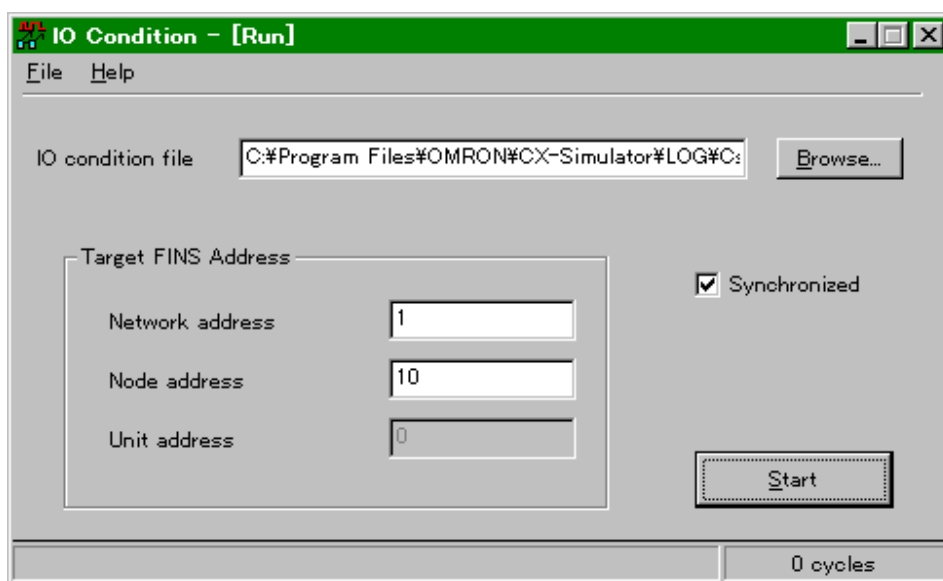 IO Condition - [Run]
File Help
IO condition file C:¥Program Files¥OMRON¥CX-Simulator¥LOG¥Cs Browse...
Target FINS Address
Synchronized
Network address 1
Node address 10
Unit address 0
Start
0 cycles